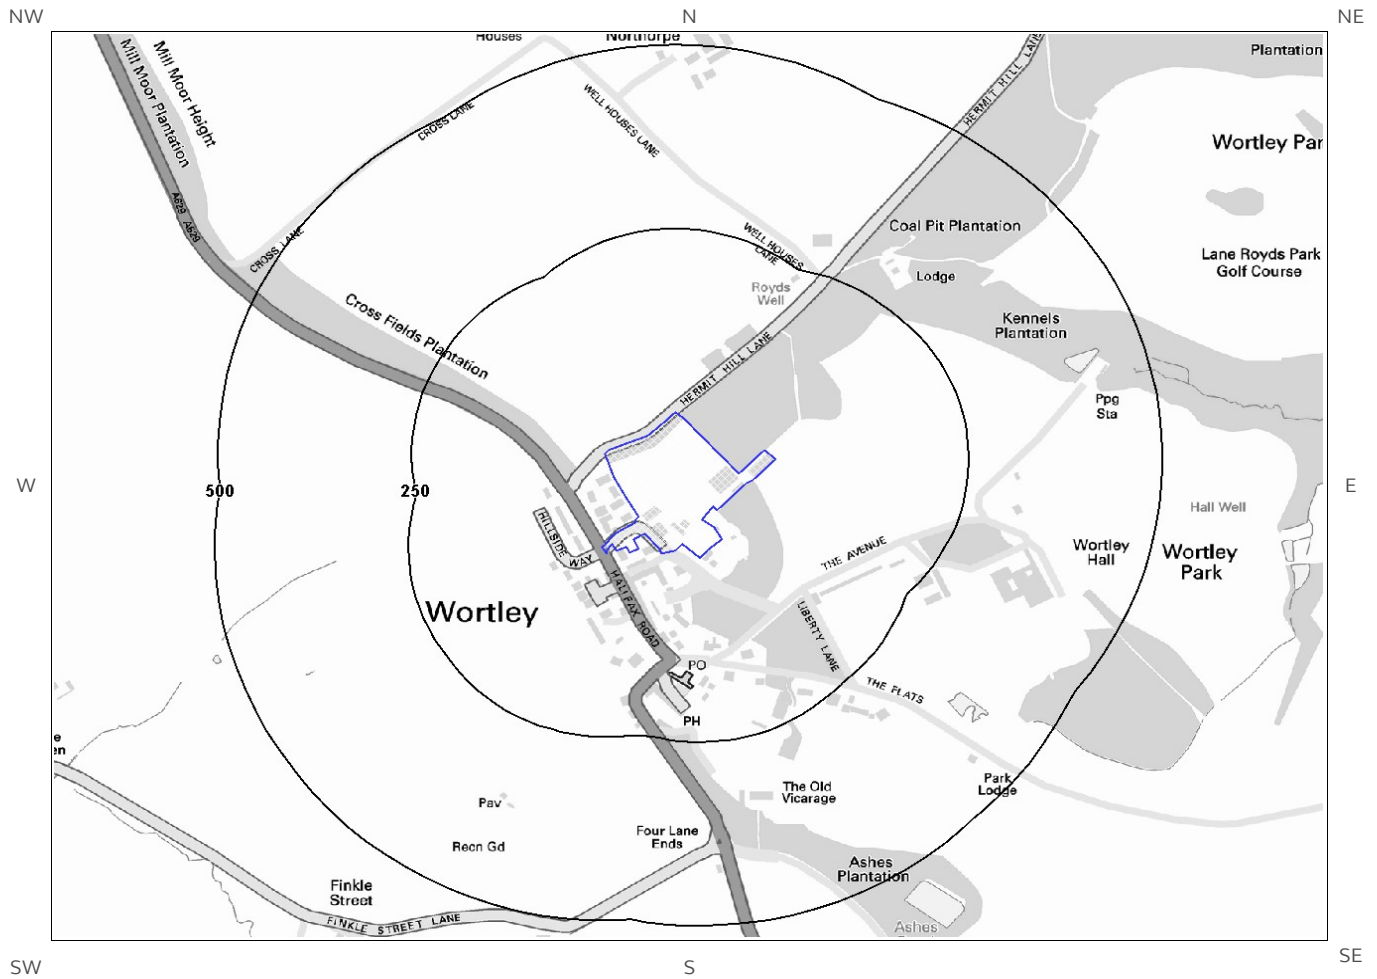 NW
N
NE
Houses
Northorpe
Plantation
Mill Moor Height
Mill Moor Plantation
HERMIT HILL LANE
WELL HOUSES LANE
CROSS LANE
Wortley Par
A629 A629
CROSS LANE
Coal Pit Plantation
WELL HOUSES
LANE
Lane Royds Park
Golf Course
Lodge
Royds
Well
Cross Fields Plantation
Kennels
Plantation
HERMIT HILL LANE
Ppg
Sta
W
500
250
E
Hall Well
HILLSIDE WAY
THE AVENUE
Wortley
Hall
Wortley
Park
Wortley
HALIFAX ROAD
LIBERTY LANE
PO
THE FLATS
PH
e
en
Park
Lodge
The Old
Vicarage
Pav
Four Lane
Ends
Recn Gd
Ashes
Plantation
Finkle
Street
FINKLE STREET LANE
Ashes
SW
S
SE